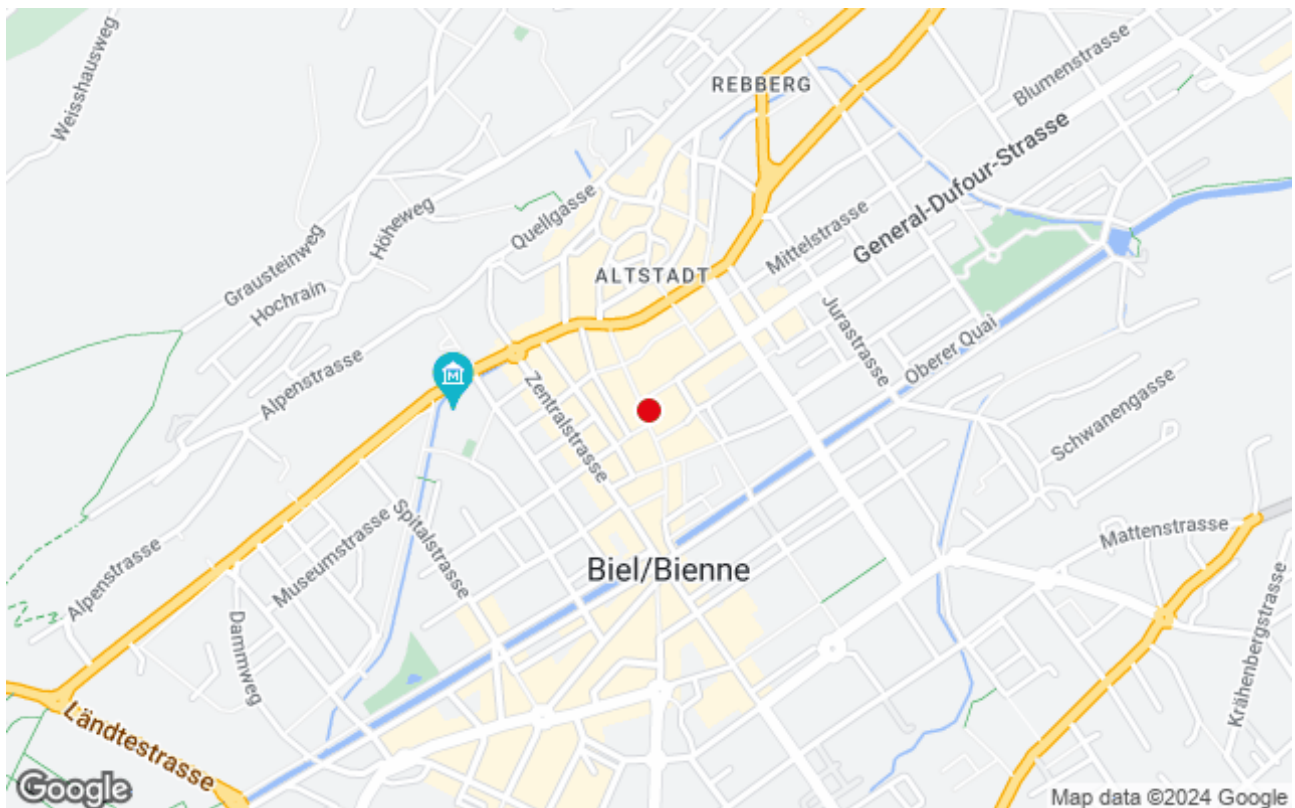 Weisshausweg
REBBERG
Blumenstrasse
General-Dufour-Strasse
Höheweg
Quellgasse
Mittelstrasse
Grausteinweg
Hochrain
ALTSTADT
Jurastrasse
Oberer Quai
Alpenstrasse
M
Zentralstrasse
Schwanengasse
Spitalstrasse
Museumstrasse
Mattenstrasse
Alpenstrasse
Biel/Bienne
Dammweg
Krähenbergstrasse
Ländtestrasse
Google
Map data ©2024 Google